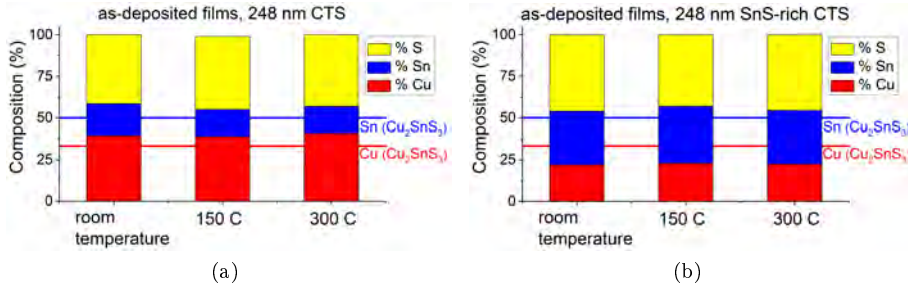 as-deposited films, 248 nm CTS
Composition (%)
100
75
50
25
0
% S
% Sn
% Cu
Sn (Cu₂SnS₃)
Cu (Cu₂SnS₃)
room temperature
150 C
300 C
(a)
as-deposited films, 248 nm SnS-rich CTS
Composition (%)
100
75
50
25
0
% S
% Sn
% Cu
Sn (Cu₂SnS₃)
Cu (Cu₂SnS₃)
room temperature
150 C
300 C
(b)